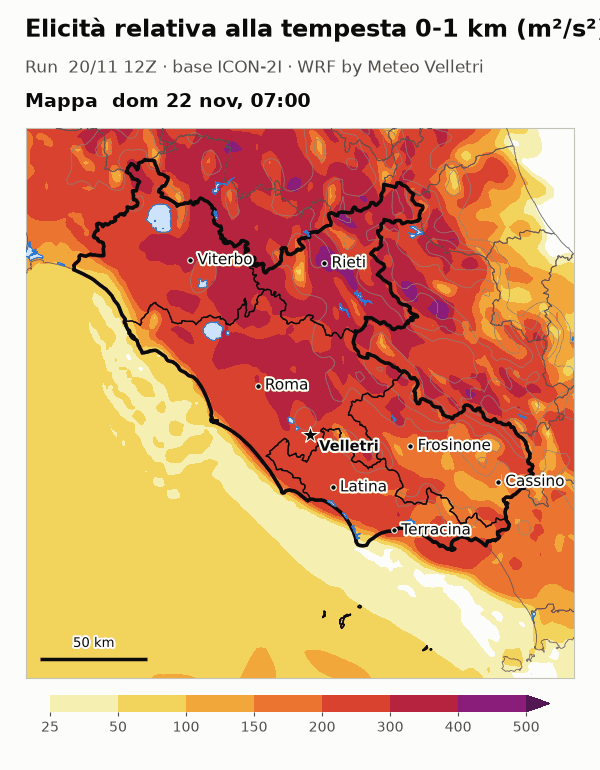 Elicità relativa alla tempesta 0-1 km (m²/s²)
Run 20/11 12Z · base ICON-2I · WRF by Meteo Velletri
Mappa dom 22 nov, 07:00
Viterbo
Rieti
Roma
Velletri
Frosinone
Cassino
Latina
Terracina
50 km
25 50 100 150 200 300 400 500